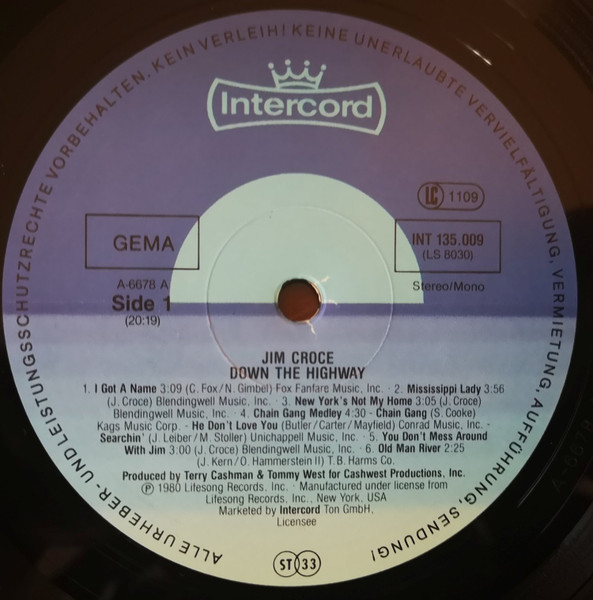 ALLE URHEBER- UND LEISTUNGSSCHUTZRECHTE VORBEHALTEN. KEIN VERLEIH! KEINE UNERLAUBTE VERVIELFÄLTIGUNG, VERMIETUNG, AUFFÜHRUNG, SENDUNG!
Intercord
LC 1109
GEMA
INT 135.009
(LS 8030)
A-6678 A
Side 1
(20:19)
Stereo/Mono
JIM CROCE
DOWN THE HIGHWAY
1. I Got A Name 3:09 (C. Fox/N. Gimbel) Fox Fanfare Music, Inc. · 2. Mississippi Lady 3:56
(J. Croce) Blendingwell Music, Inc. · 3. New York's Not My Home 3:05 (J. Croce)
Blendingwell Music, Inc. · 4. Chain Gang Medley 4:30 - Chain Gang (S. Cooke)
Kags Music Corp. - He Don't Love You (Butler/Carter/Mayfield) Conrad Music, Inc. -
Searchin' (J. Leiber/M. Stoller) Unichappell Music, Inc. · 5. You Don't Mess Around
With Jim 3:00 (J. Croce) Blendingwell Music, Inc. · 6. Old Man River 2:25
(J. Kern/O. Hammerstein II) T.B. Harms Co.
Produced by Terry Cashman & Tommy West for Cashwest Productions, Inc.
Ⓟ 1980 Lifesong Records, Inc. · Manufactured under license from
Lifesong Records, Inc., New York, USA
Marketed by Intercord Ton GmbH,
Licensee
ST 33